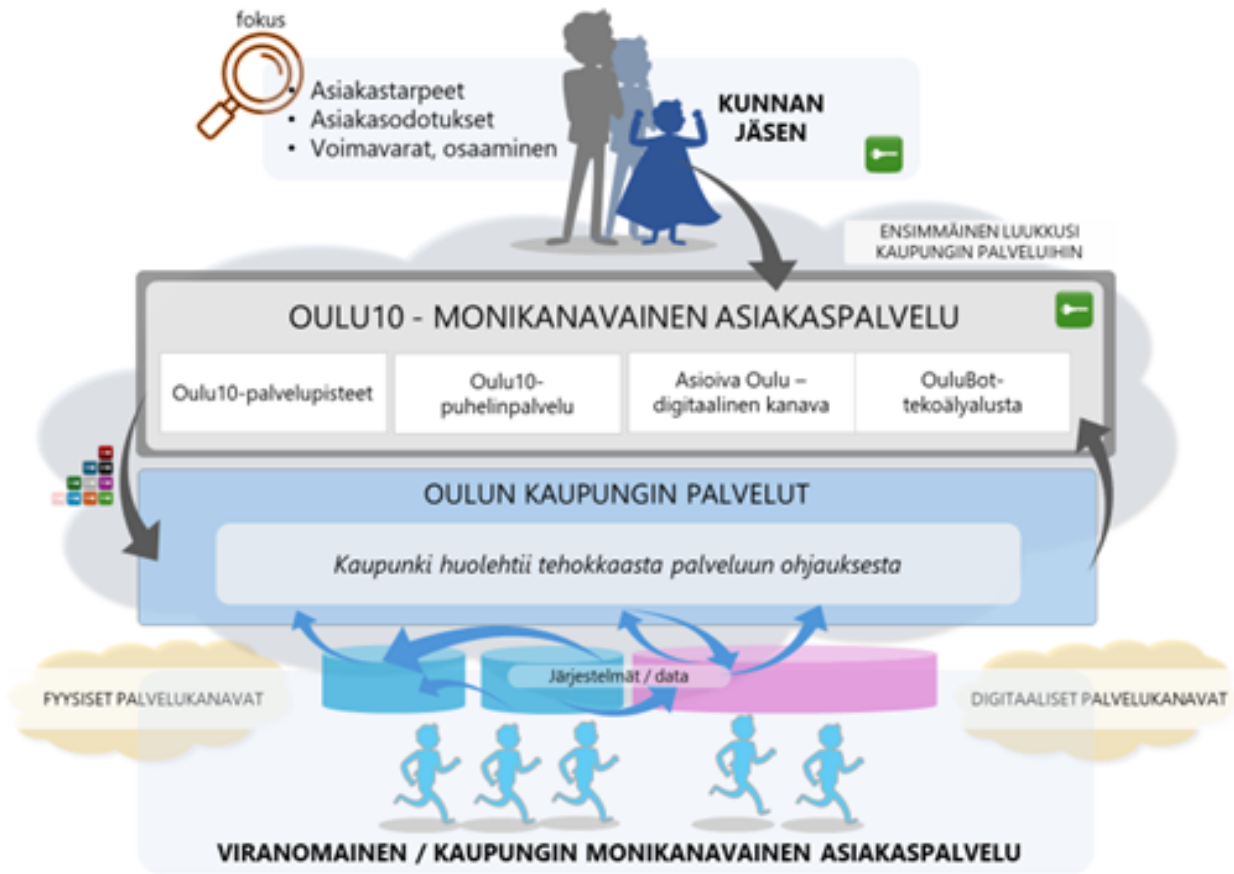 fokus
• Asiakastarpeet
• Asiakasodotukset
• Voimavarat, osaaminen
KUNNAN
JÄSEN
ENSIMMÄINEN LUUKKUSI
KAUPUNGIN PALVELUIHIN
OULU10 - MONIKANAVAINEN ASIAKASPALVELU
Oulu10-palvelupisteet
Oulu10-
puhelinpalvelu
Asioiva Oulu –
digitaalinen kanava
OuluBot-
tekoälyalusta
OULUN KAUPUNGIN PALVELUT
Kaupunki huolehtii tehokkaasta palveluun ohjauksesta
Järjestelmät / data
FYYSISET PALVELUKANAVAT
DIGITAALISET PALVELUKANAVAT
VIRANOMAINEN / KAUPUNGIN MONIKANAVAINEN ASIAKASPALVELU